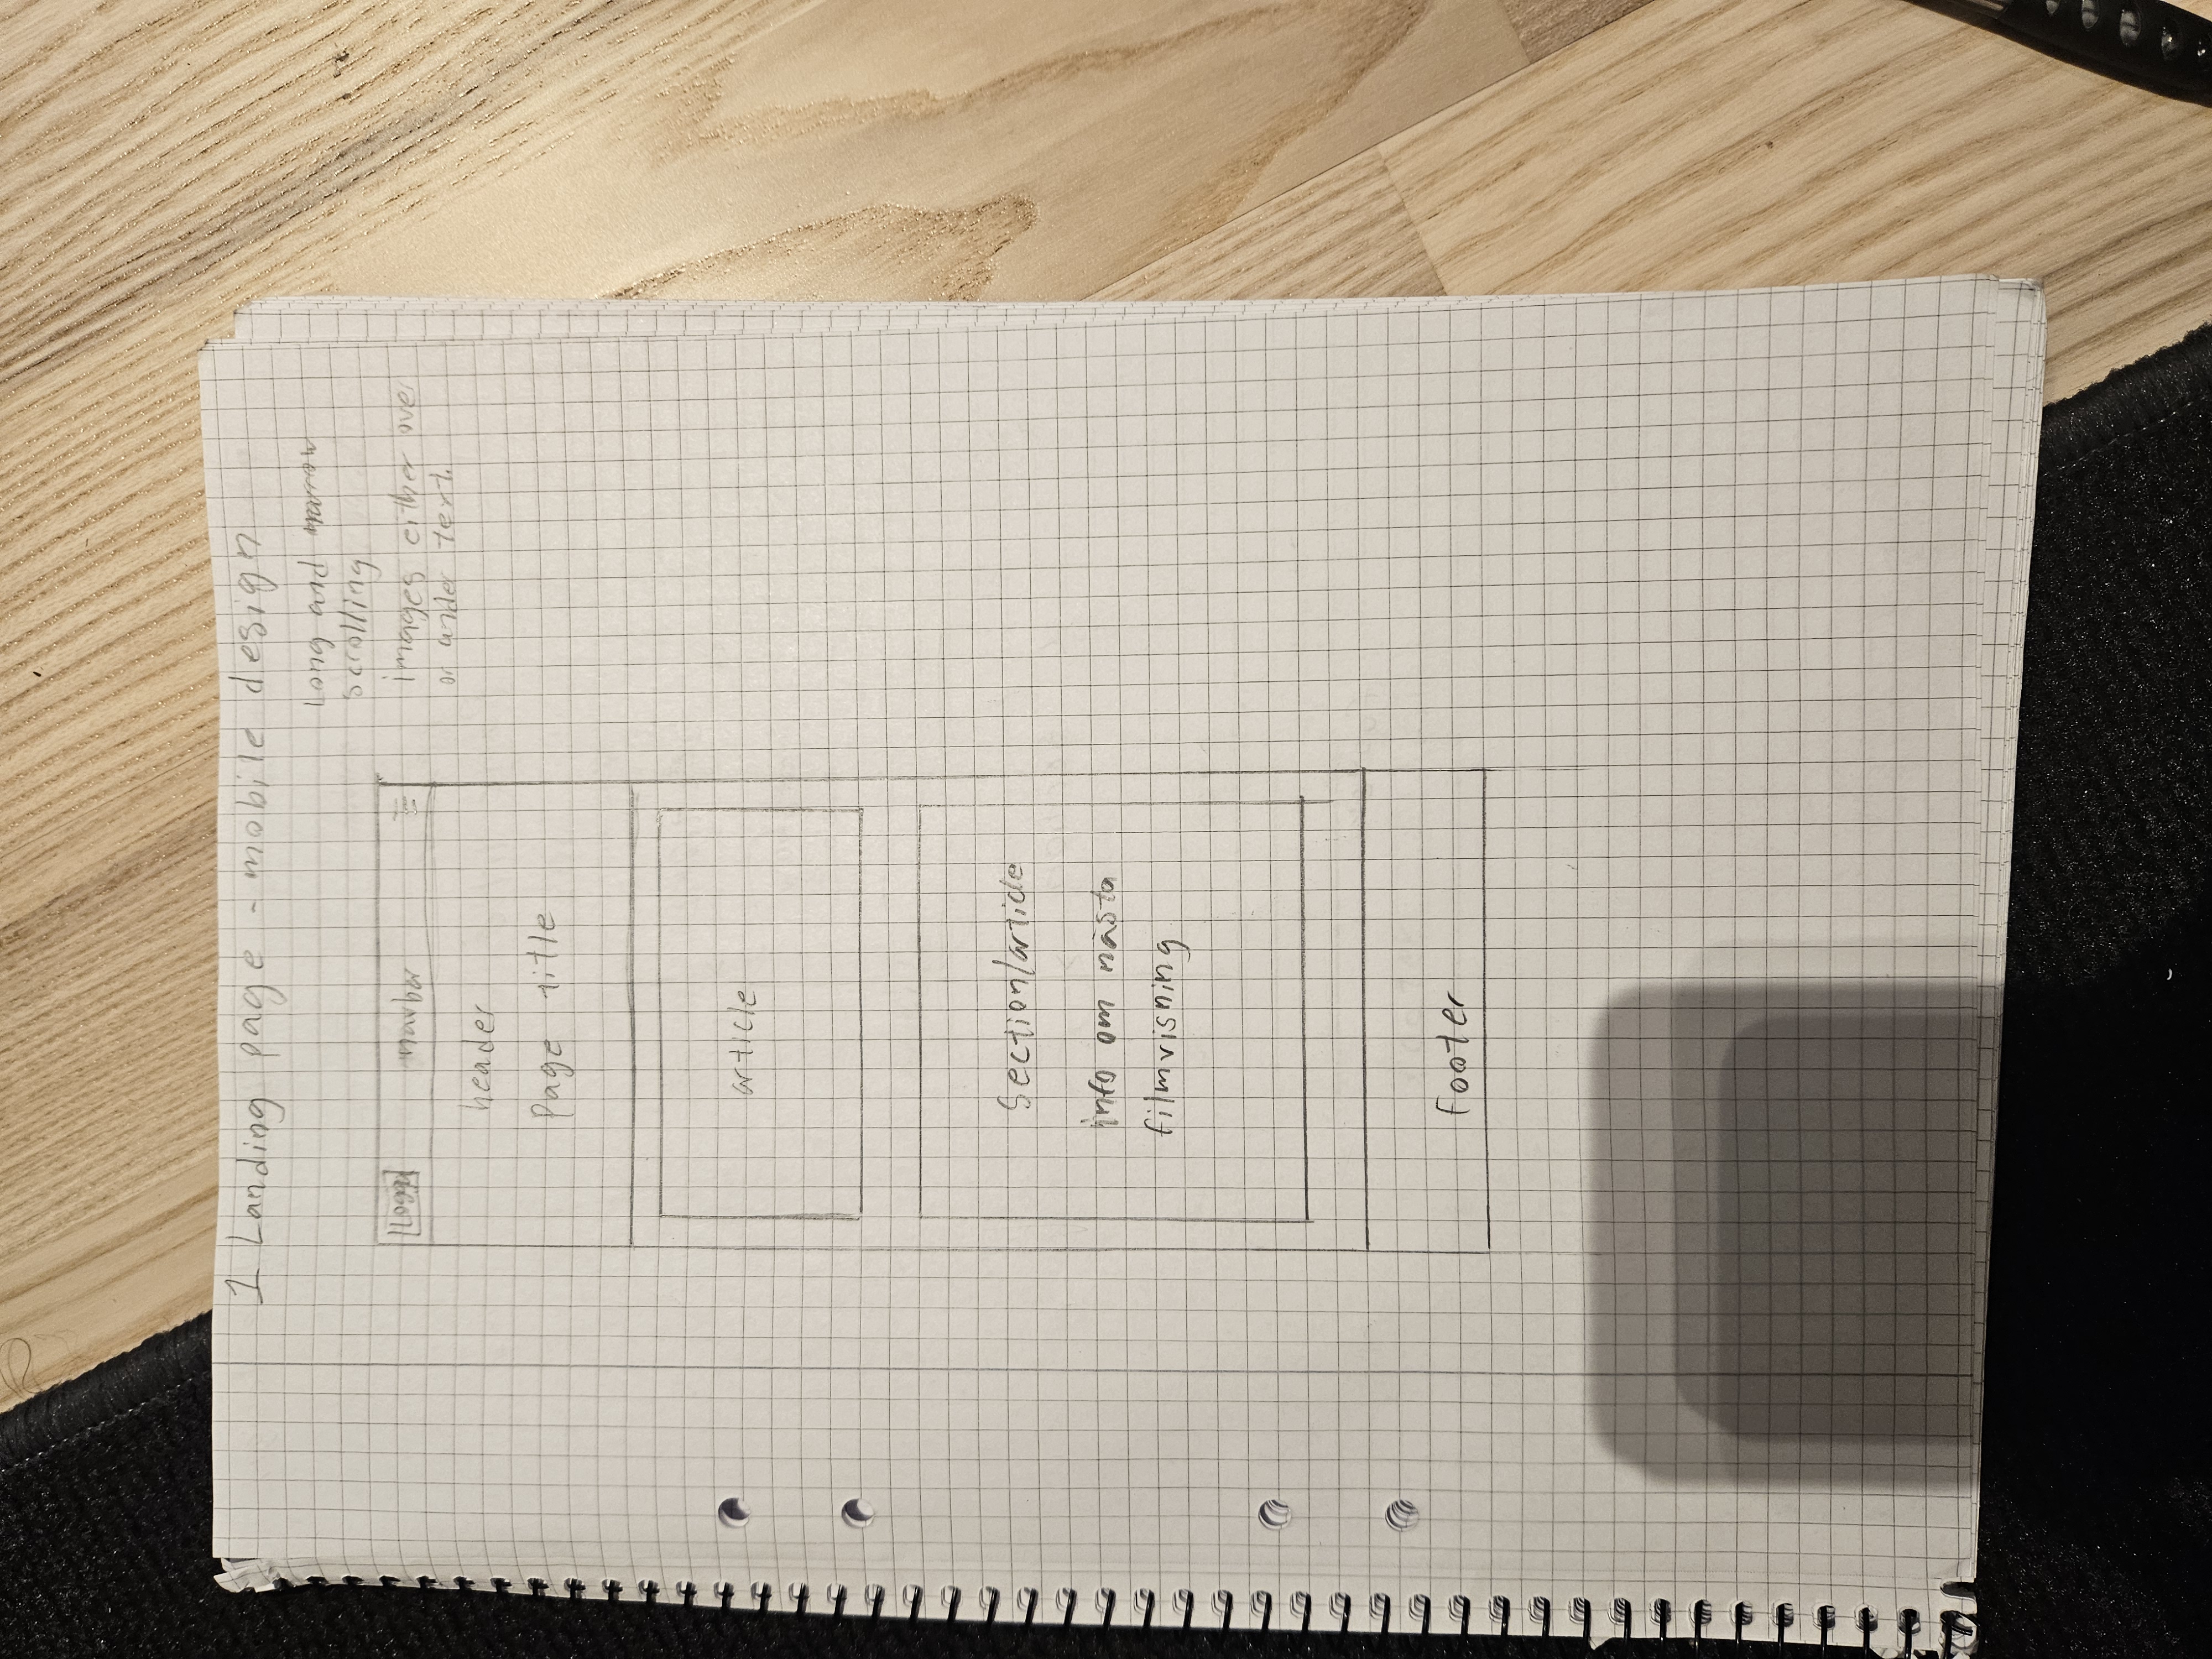 1 Landing page - mobile design
Long and narrow
scrolling
images either over
or under text.
navbar
header
Page title
article
Section/article
info om nästa
filmvisning
Footer